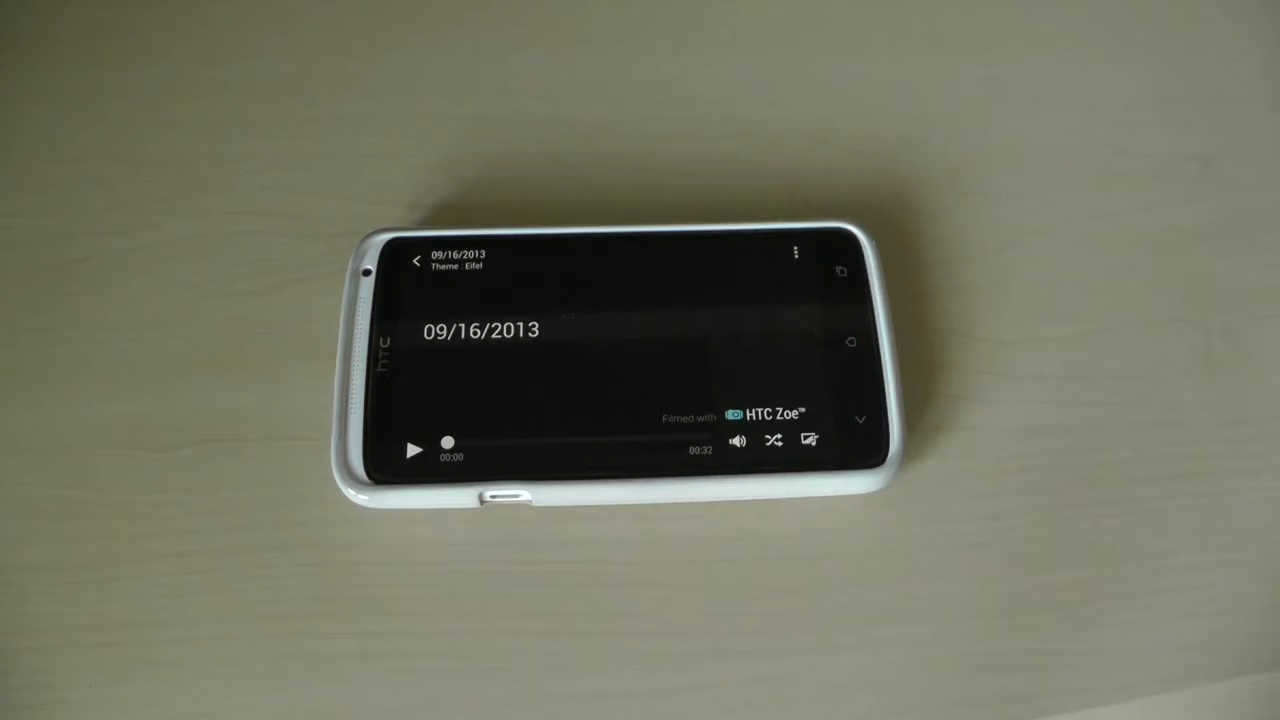 09/16/2013
Theme : Eifel
09/16/2013
hTC
Filmed with HTC Zoe™
00:00
00:32